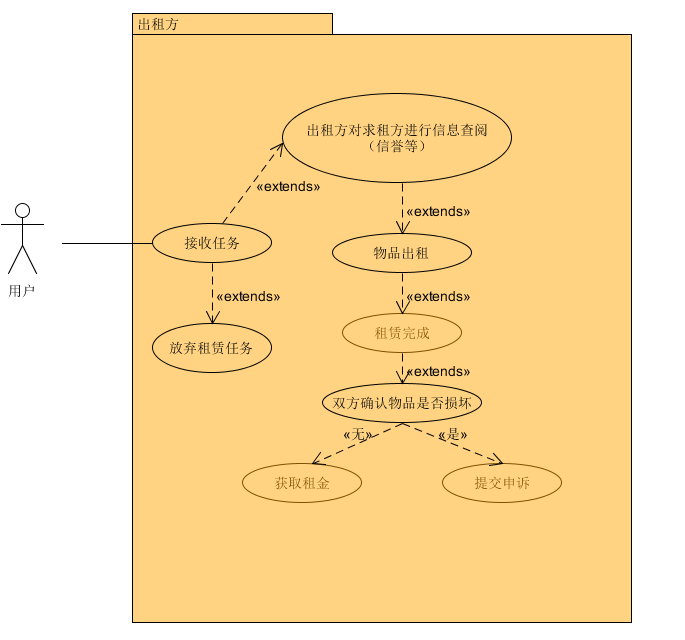 出租方
出租方对求租方进行信息查阅
（信誉等）
«extends»
«extends»
接收任务
物品出租
用户
«extends»
«extends»
租赁完成
放弃租赁任务
«extends»
双方确认物品是否损坏
«无»
«是»
获取租金
提交申诉